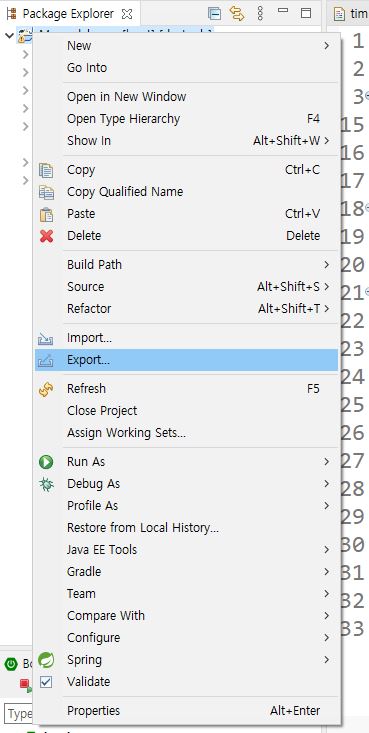 Package Explorer
tim
New
Go Into
Open in New Window
Open Type Hierarchy F4
Show In Alt+Shift+W
Copy Ctrl+C
Copy Qualified Name
Paste Ctrl+V
Delete Delete
Build Path
Source Alt+Shift+S
Refactor Alt+Shift+T
Import...
Export...
Refresh F5
Close Project
Assign Working Sets...
Run As
Debug As
Profile As
Restore from Local History...
Java EE Tools
Gradle
Team
Compare With
Configure
Spring
Validate
Properties Alt+Enter
1
2
3
15
16
17
18
19
20
21
22
23
24
25
26
27
28
29
30
31
32
33
Bo
Type